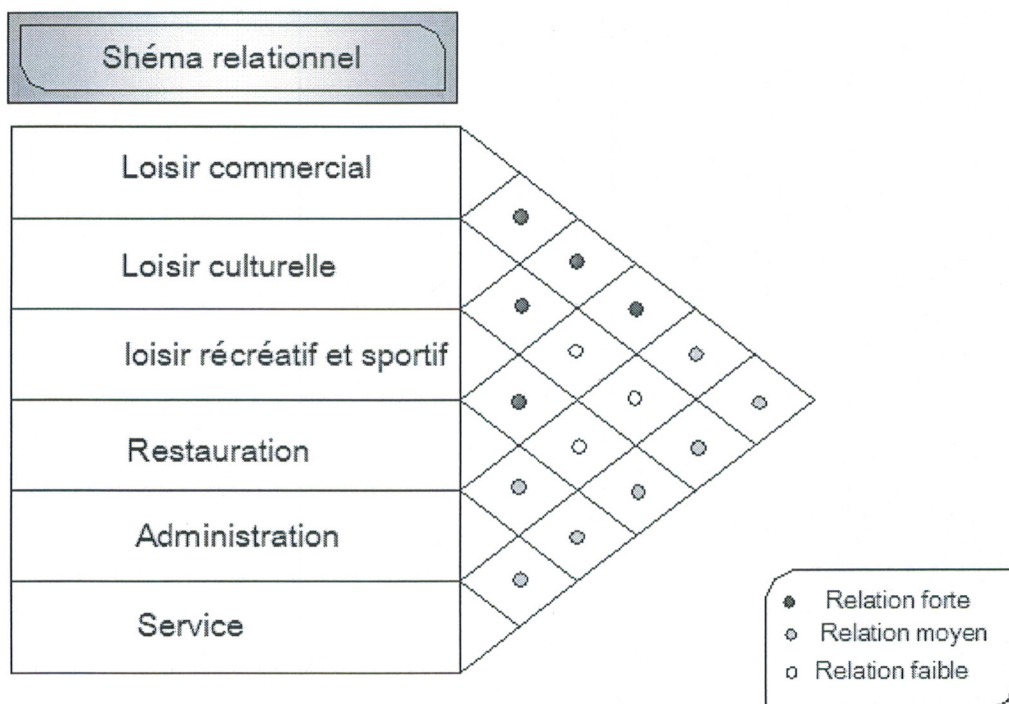 Shéma relationnel
Loisir commercial
Loisir culturelle
loisir récréatif et sportif
Restauration
Administration
Service
Relation forte
Relation moyen
Relation faible